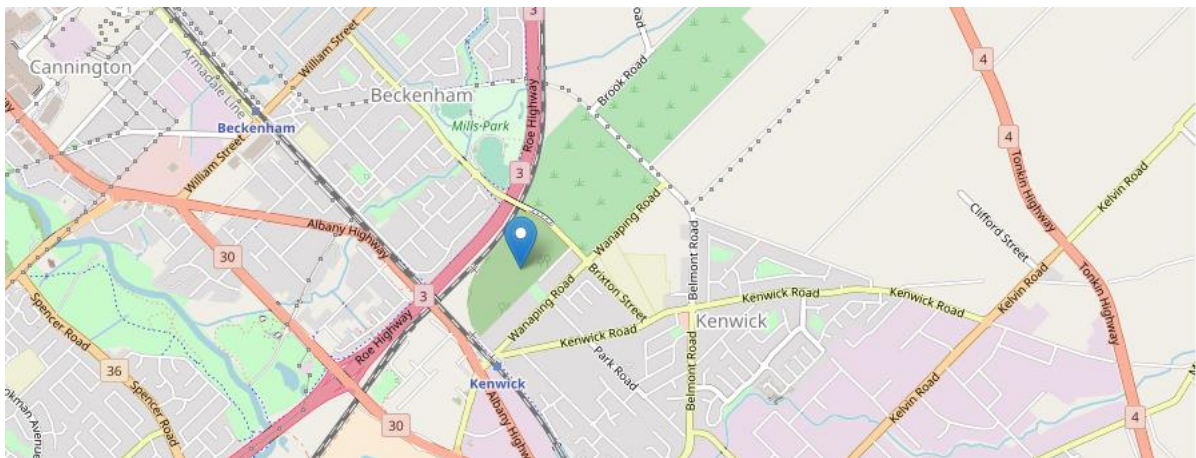 3
Road
4
Cannington
Armadale Line
William Street
Beckenham
Roe Highway
Brook Road
Mills Park
Beckenham
3
William Street
Albany Highway
30
Wanaping Road
Belmont Road
Clifford Street
Kelvin Road
4
Tonkin Highway
Brixton Street
Kelvin Road
Tonkin Highway
Spencer Road
3
Wanaping Road
Kenwick Road
Kenwick Road
Kenwick
Roe Highway
Kenwick Road
Park Road
36
Kenwick
Belmont Road
Kelvin Road
Spencer Road
30
Albany Highway
4